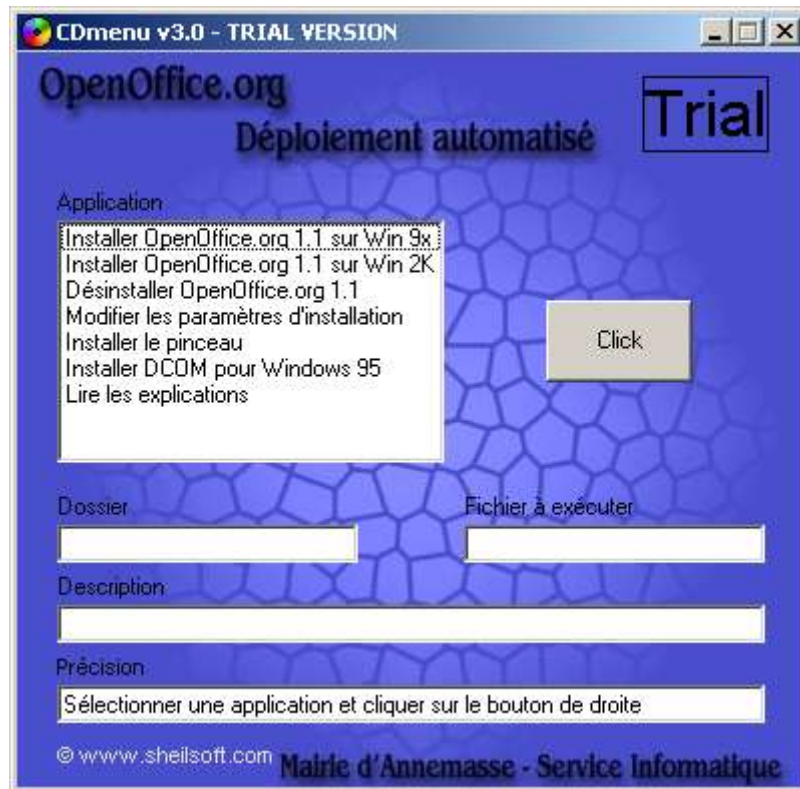 CDmenu v3.0 - TRIAL VERSION
OpenOffice.org
Déploiement automatisé
Trial
Application
Installer OpenOffice.org 1.1 sur Win 9x
Installer OpenOffice.org 1.1 sur Win 2K
Désinstaller OpenOffice.org 1.1
Modifier les paramètres d'installation
Installer le pinceau
Installer DCOM pour Windows 95
Lire les explications
Click
Dossier
Fichier à exécuter
Description
Précision
Sélectionner une application et cliquer sur le bouton de droite
© www.sheilsoft.com
Mairie d'Annemasse - Service Informatique